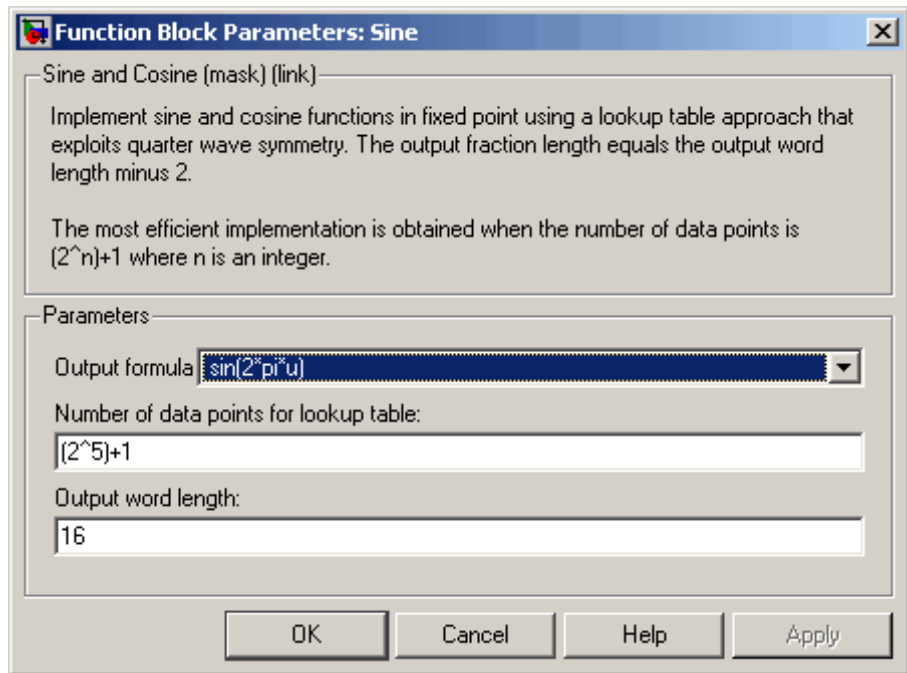 Function Block Parameters: Sine
Sine and Cosine (mask) (link)
Implement sine and cosine functions in fixed point using a lookup table approach that
exploits quarter wave symmetry. The output fraction length equals the output word
length minus 2.
The most efficient implementation is obtained when the number of data points is
(2^n)+1 where n is an integer.
Parameters
Output formula sin(2*pi*u)
Number of data points for lookup table:
(2^5)+1
Output word length:
16
OK Cancel Help Apply